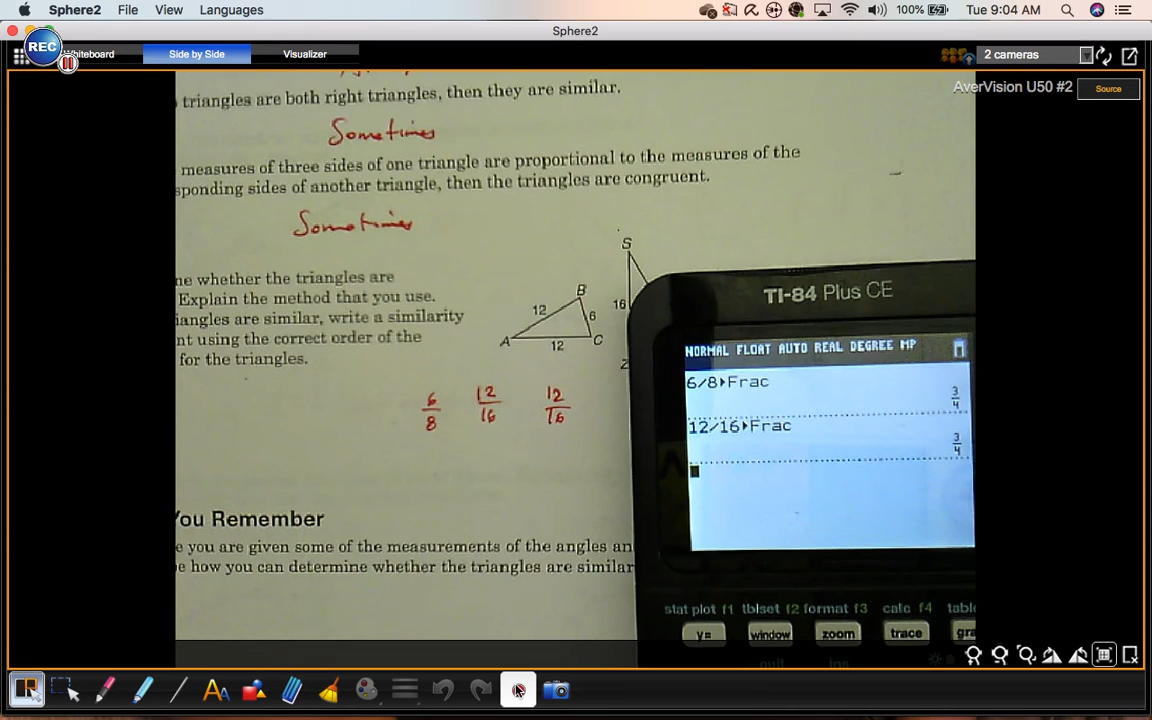 Sphere2 File View Languages 100% Tue 9:04 AM
Sphere2
REC Whiteboard Side by Side Visualizer 2 cameras
AverVision U50 #2 Source
triangles are both right triangles, then they are similar.
Sometimes
measures of three sides of one triangle are proportional to the measures of the
sponding sides of another triangle, then the triangles are congruent.
Sometimes
ne whether the triangles are
Explain the method that you use.
iangles are similar, write a similarity
nt using the correct order of the
for the triangles.
B
12
6
A
12
C
S
16
6/8 12/16 12/16
You Remember
e you are given some of the measurements of the angles an
e how you can determine whether the triangles are similar
TI-84 Plus CE
NORMAL FLOAT AUTO REAL DEGREE MP
6/8▸Frac
3/4
12/16▸Frac
3/4
stat plot f1 tblset f2 format f3 calc f4 table
y= window zoom trace gra